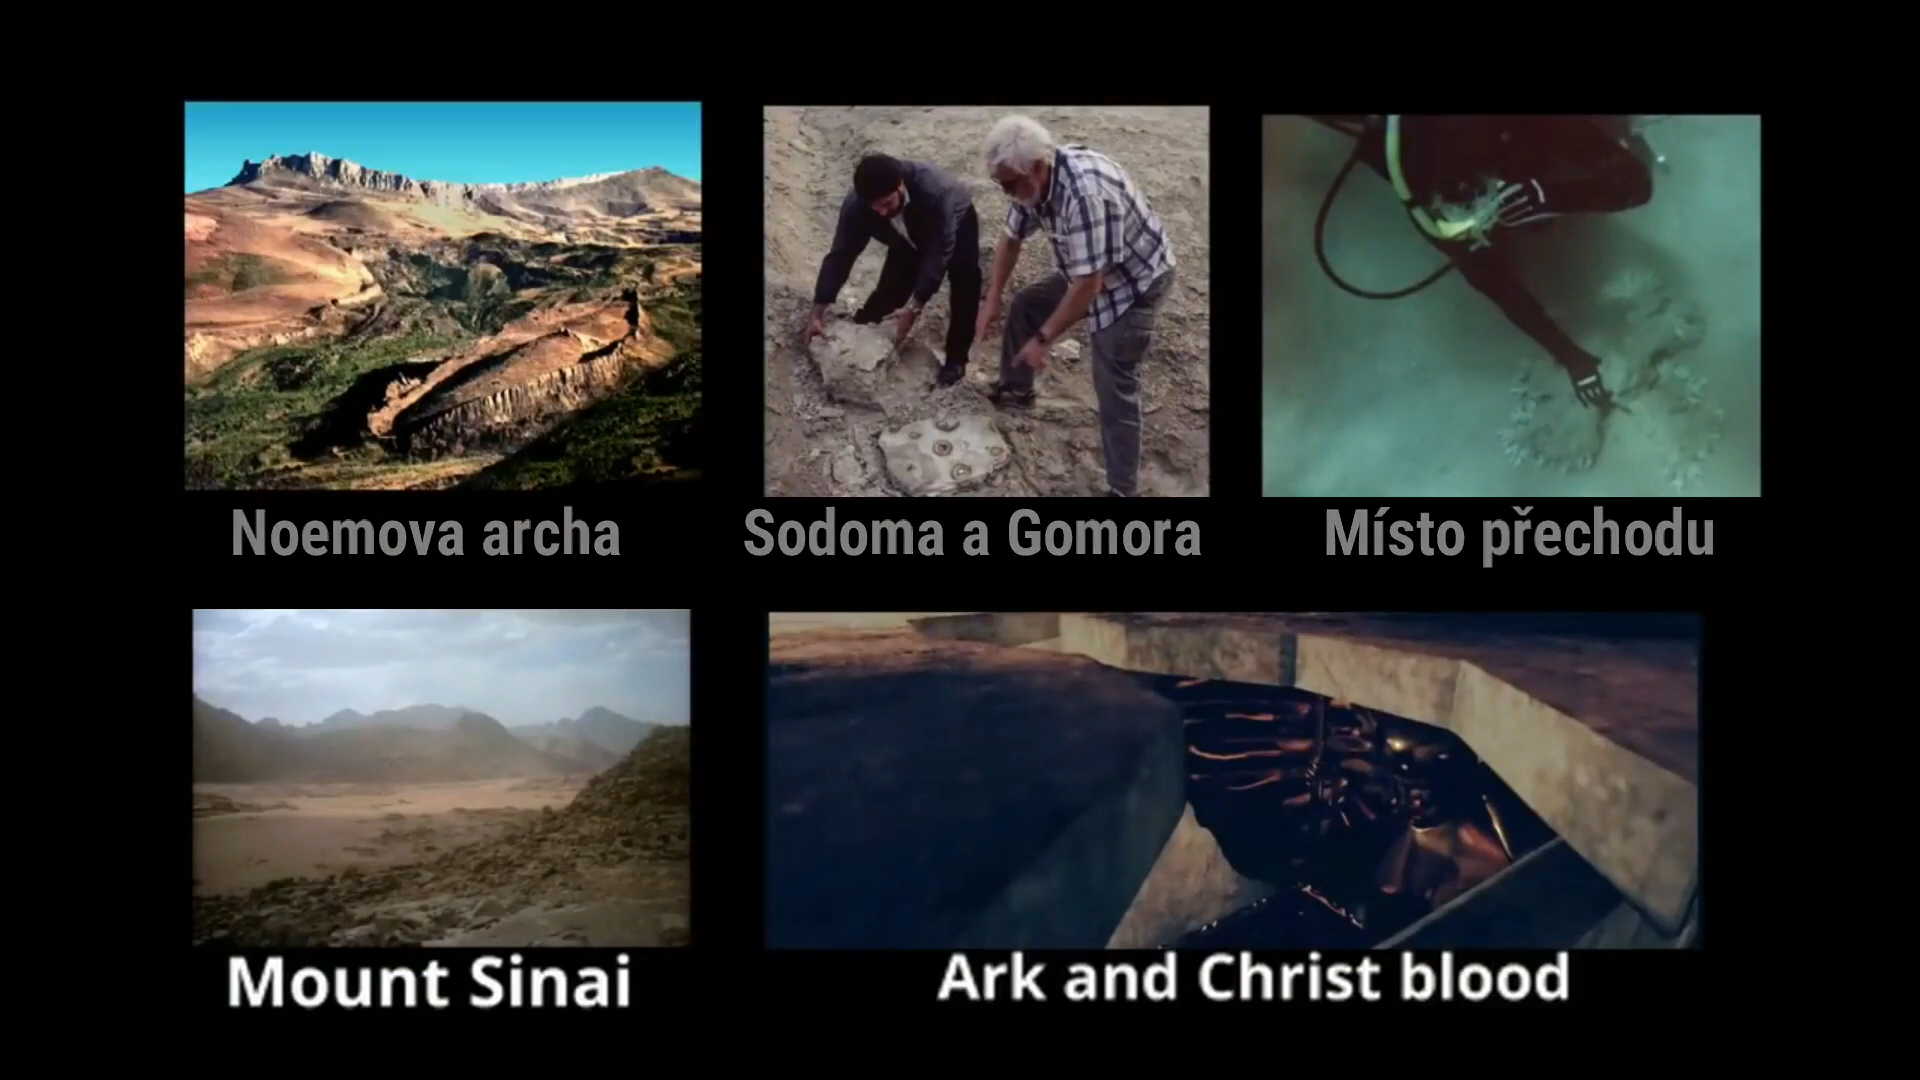 Noemova archa
Sodoma a Gomora
Místo přechodu
Mount Sinai
Ark and Christ blood